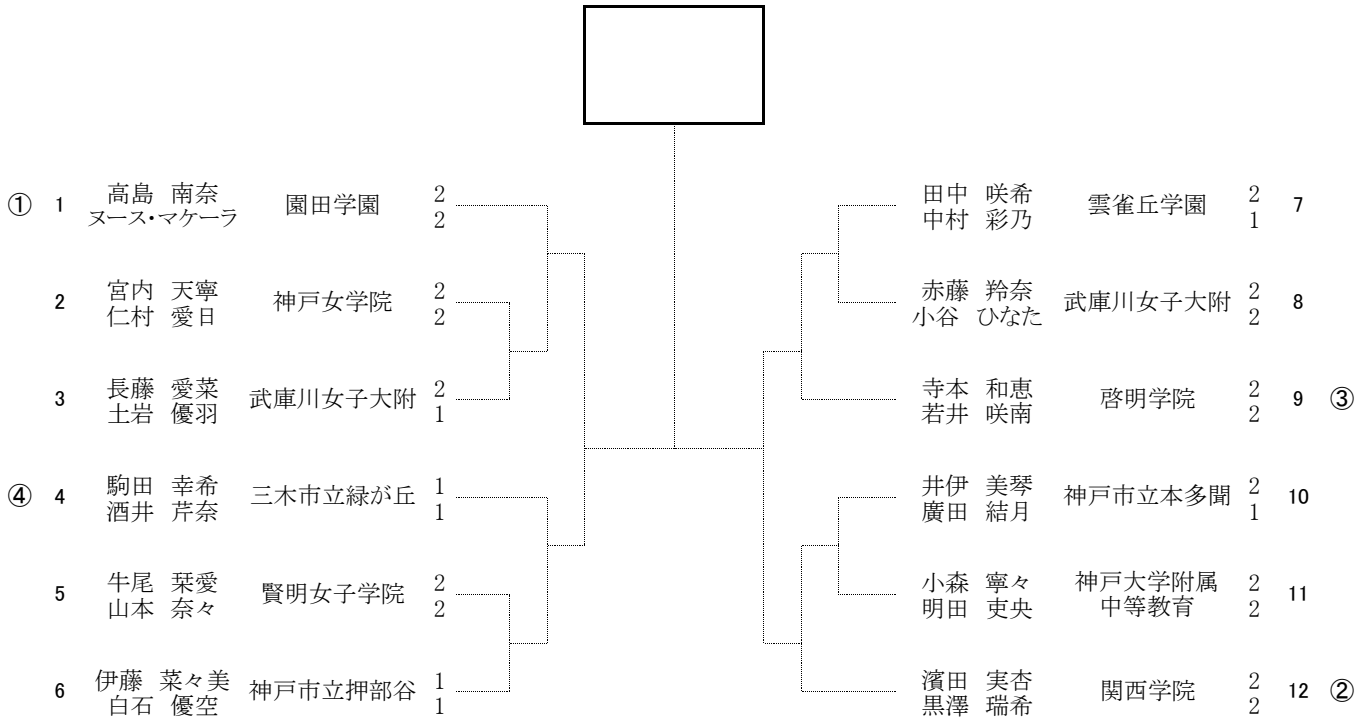 ① 1 高島 南奈 園田学園 2
ヌース・マケーラ 2
2 宮内 天寧 神戸女学院 2
仁村 愛日 2
3 長藤 愛菜 武庫川女子大附 2
土岩 優羽 1
④ 4 駒田 幸希 三木市立緑が丘 1
酒井 芹奈 1
5 牛尾 栞愛 賢明女子学院 2
山本 奈々 2
6 伊藤 菜々美 神戸市立押部谷 1
白石 優空 1
田中 咲希 雲雀丘学園 2 7
中村 彩乃 1
赤藤 羚奈 武庫川女子大附 2 8
小谷 ひなた 2
寺本 和恵 啓明学院 2 9 ③
若井 咲南 2
井伊 美琴 神戸市立本多聞 2 10
廣田 結月 1
小森 寧々 神戸大学附属 2 11
明田 吏央 中等教育 2
濱田 実杏 関西学院 2 12 ②
黒澤 瑞希 2